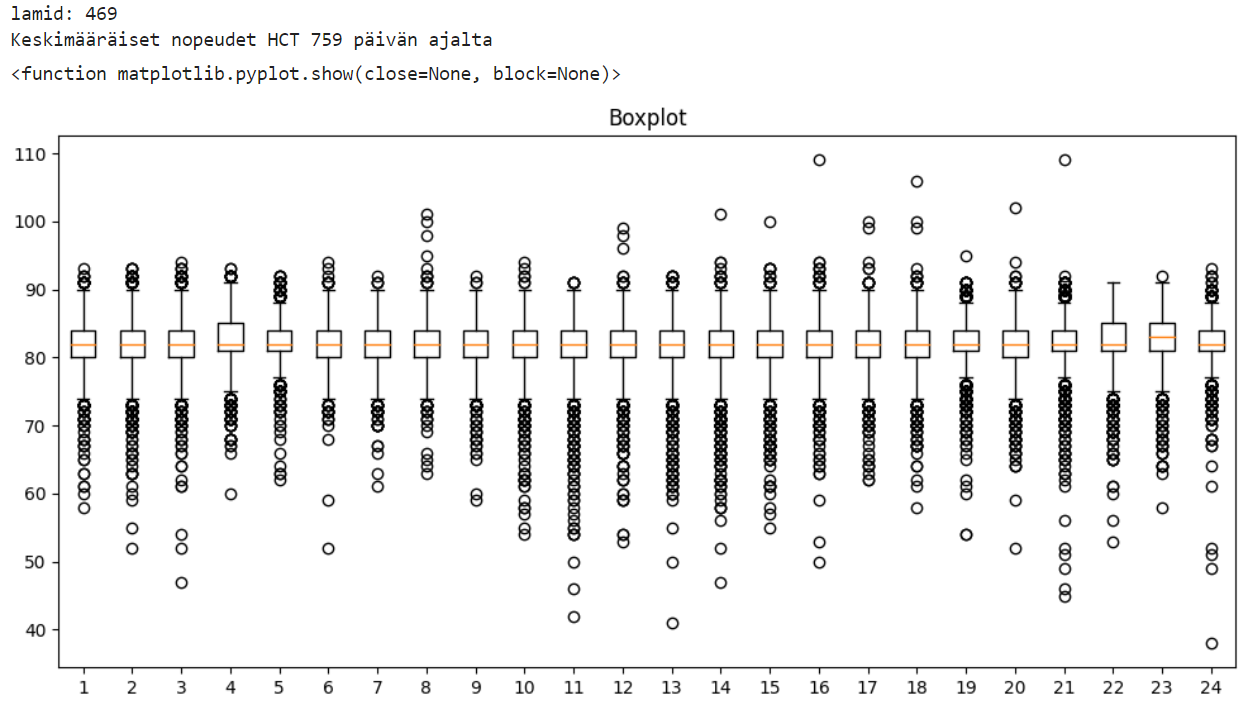 lamid: 469
Keskimääräiset nopeudet HCT 759 päivän ajalta
<function matplotlib.pyplot.show(close=None, block=None)>
Boxplot
110
100
90
80
70
60
50
40
1 2 3 4 5 6 7 8 9 10 11 12 13 14 15 16 17 18 19 20 21 22 23 24